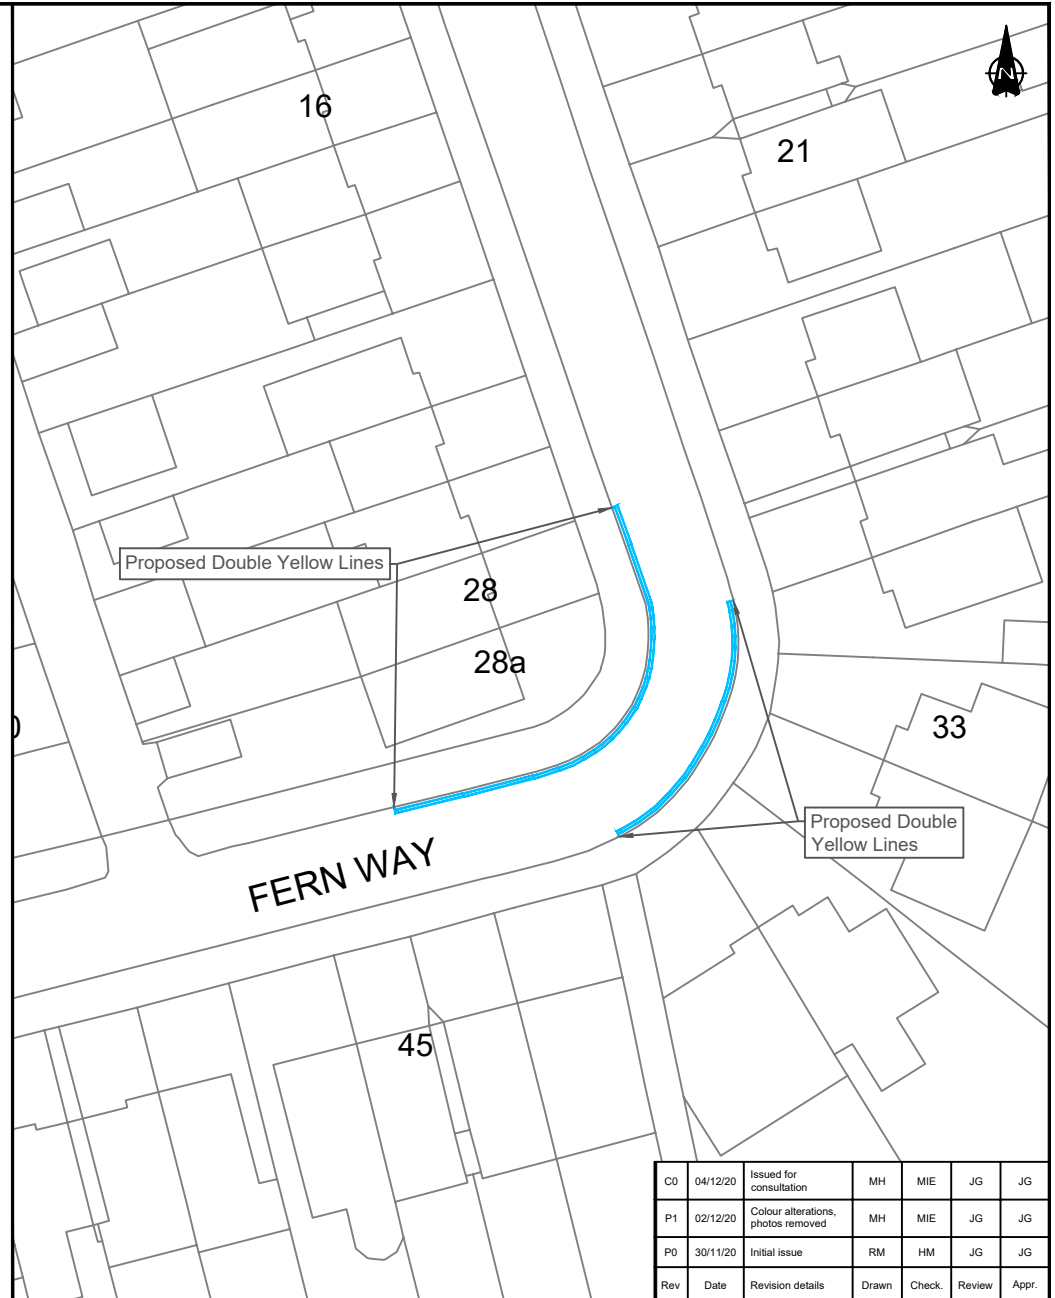 N
16
21
Proposed Double Yellow Lines
28
28a
33
Proposed Double
Yellow Lines
FERN WAY
45
C0 04/12/20 Issued for consultation MH MIE JG JG
P1 02/12/20 Colour alterations, photos removed MH MIE JG JG
P0 30/11/20 Initial issue RM HM JG JG
Rev Date Revision details Drawn Check. Review Appr.